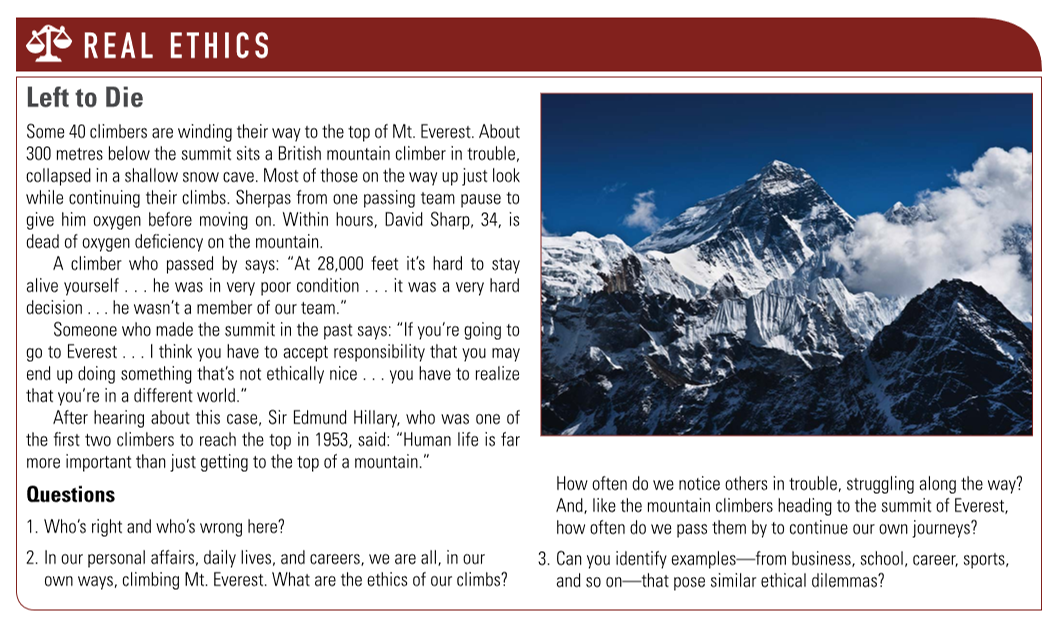 REAL ETHICS
Left to Die
Some 40 climbers are winding their way to the top of Mt. Everest. About
300 metres below the summit sits a British mountain climber in trouble,
collapsed in a shallow snow cave. Most of those on the way up just look
while continuing their climbs. Sherpas from one passing team pause to
give him oxygen before moving on. Within hours, David Sharp, 34, is
dead of oxygen deficiency on the mountain.
A climber who passed by says: “At 28,000 feet it’s hard to stay
alive yourself . . . he was in very poor condition . . . it was a very hard
decision . . . he wasn’t a member of our team.”
Someone who made the summit in the past says: “If you’re going to
go to Everest . . . I think you have to accept responsibility that you may
end up doing something that’s not ethically nice . . . you have to realize
that you’re in a different world.”
After hearing about this case, Sir Edmund Hillary, who was one of
the first two climbers to reach the top in 1953, said: “Human life is far
more important than just getting to the top of a mountain.”
Questions
1. Who’s right and who’s wrong here?
2. In our personal affairs, daily lives, and careers, we are all, in our
own ways, climbing Mt. Everest. What are the ethics of our climbs?
How often do we notice others in trouble, struggling along the way?
And, like the mountain climbers heading to the summit of Everest,
how often do we pass them by to continue our own journeys?
3. Can you identify examples—from business, school, career, sports,
and so on—that pose similar ethical dilemmas?